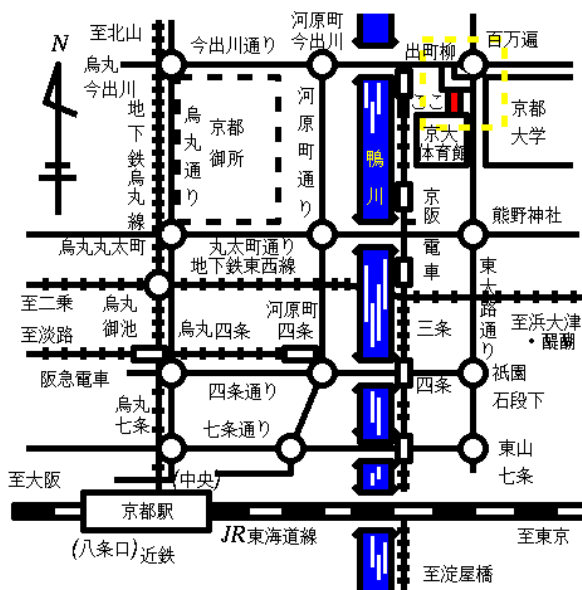 至北山
河原町
今出川
出町柳
百万遍
N
今出川通り
烏丸
今出川
地下鉄烏丸線
烏丸通り
京都
御所
河原町通り
鴨川
ここ
京大
体育館
京都
大学
京阪電車
熊野神社
烏丸丸太町
丸太町通り
地下鉄東西線
東大路通り
至二乗
烏丸
御池
河原町
四条
三条
至浜大津
・醍醐
至淡路
烏丸四条
阪急電車
四条通り
四条
祇園
石段下
烏丸
七条
七条通り
東山
七条
至大阪
(中央)
京都駅
JR東海道線
至東京
(八条口)近鉄
至淀屋橋